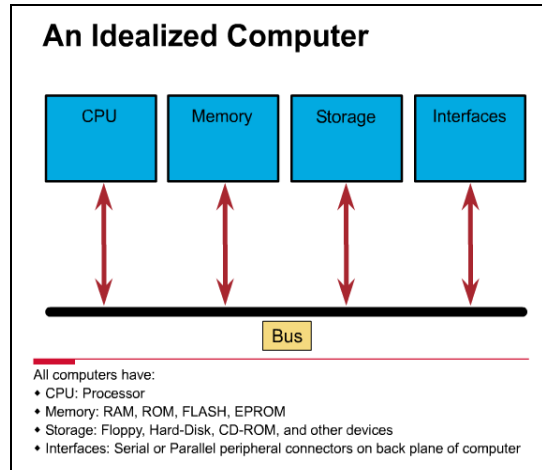 An Idealized Computer
CPU
Memory
Storage
Interfaces
Bus
All computers have:
◆ CPU: Processor
◆ Memory: RAM, ROM, FLASH, EPROM
◆ Storage: Floppy, Hard-Disk, CD-ROM, and other devices
◆ Interfaces: Serial or Parallel peripheral connectors on back plane of computer